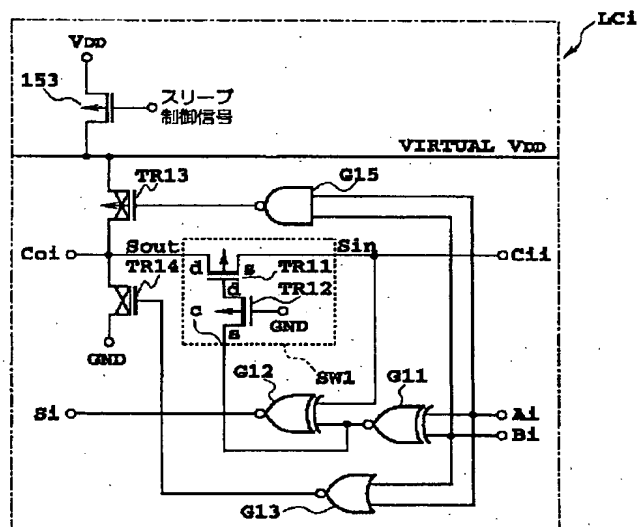 LCi
VDD
153
スリープ
制御信号
VIRTUAL VDD
TR13
G15
Coi
Sout
Sin
Cii
TR14
d
s
TR11
d
TR12
c
s
GND
GND
SW1
G12
G11
Si
Ai
Bi
G13